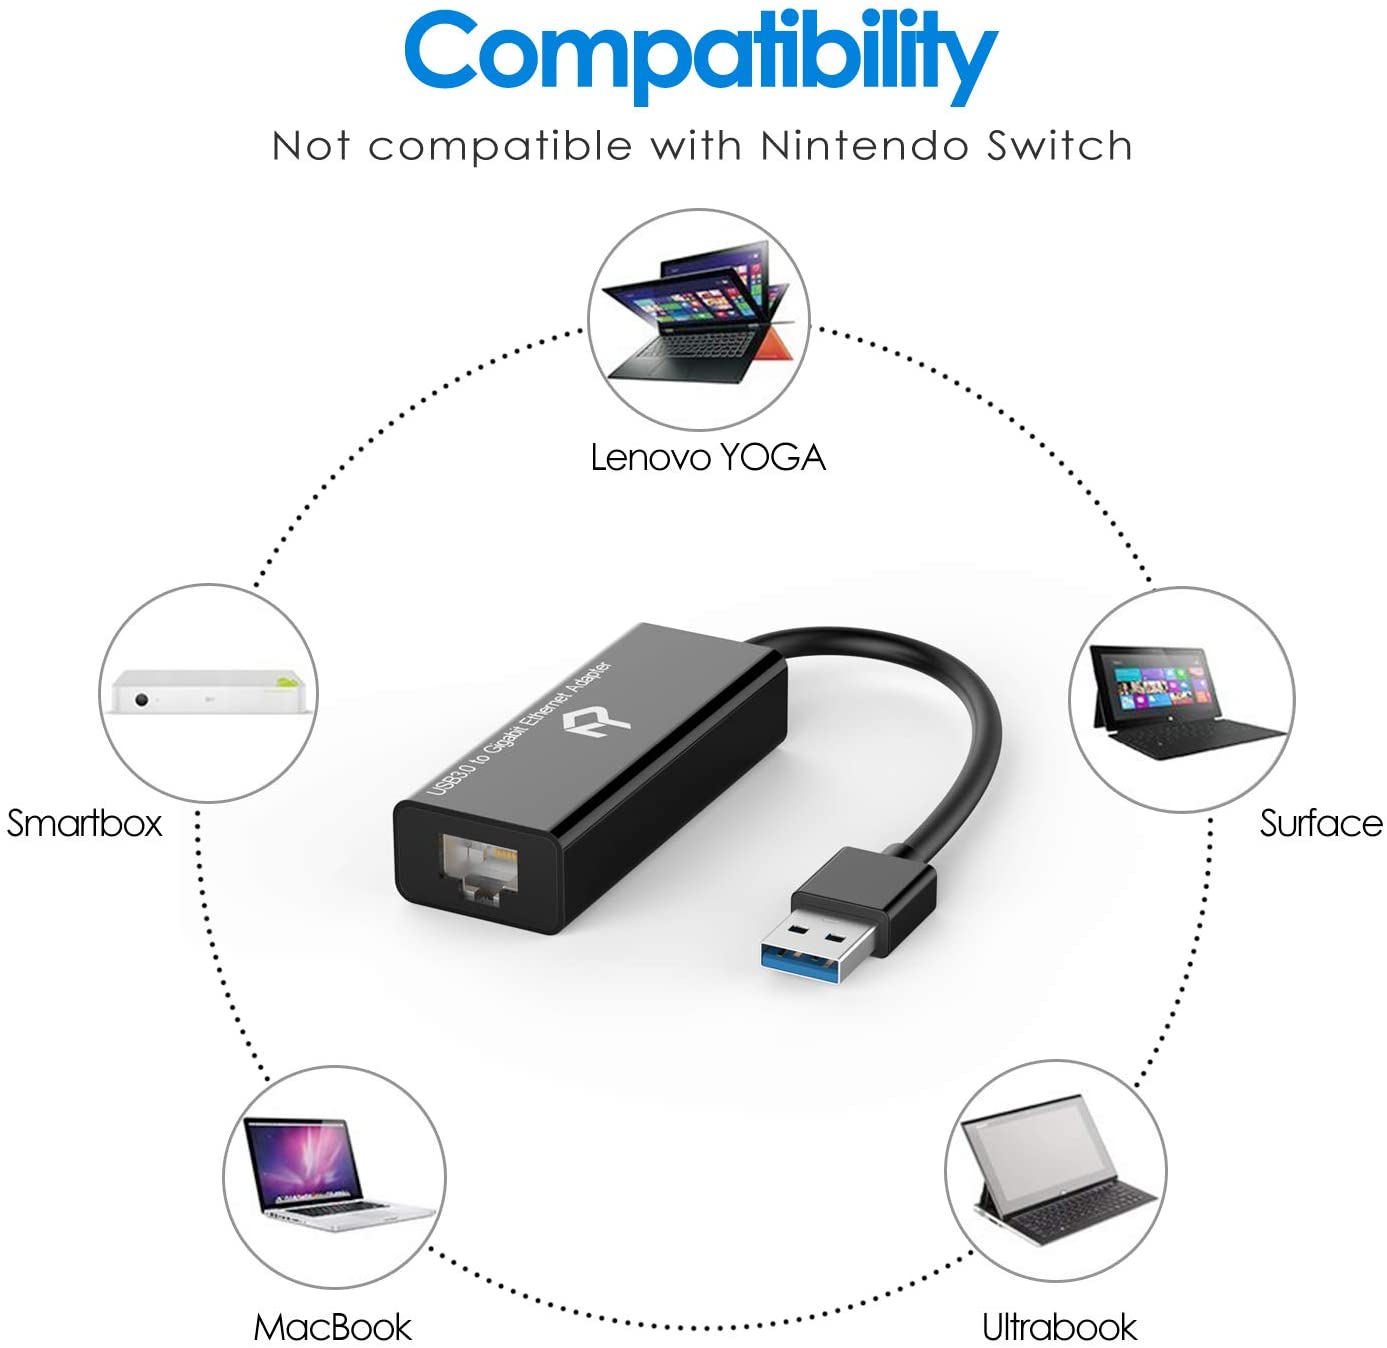 Compatibility
Not compatible with Nintendo Switch
Lenovo YOGA
Smartbox
Surface
USB3.0 to Gigabit Ethernet Adapter
MacBook
Ultrabook